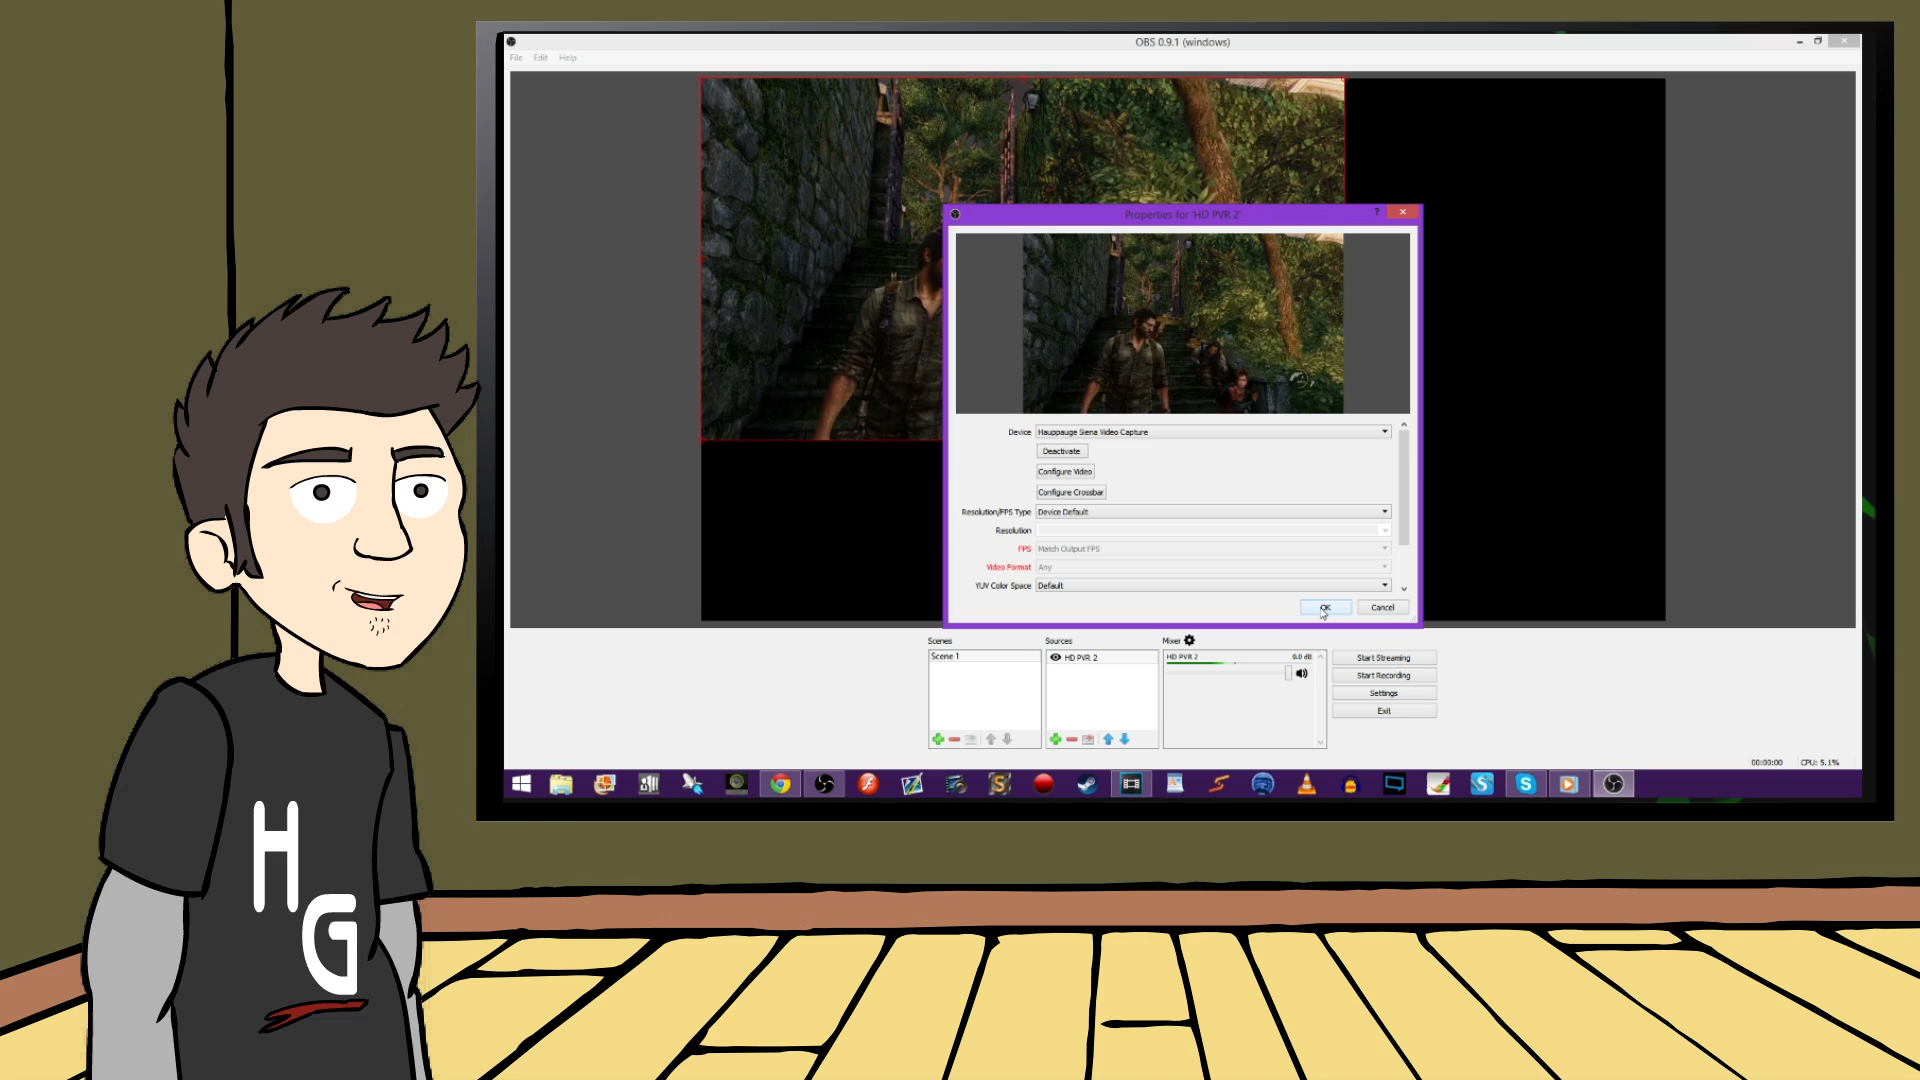 OBS 0.9.1 (windows)
File Edit Help
Properties for 'HD PVR 2'
?
Device Hauppauge Siena Video Capture
Deactivate
Configure Video
Configure Crossbar
Resolution/FPS Type Device Default
Resolution
FPS Match Output FPS
Video Format Any
YUV Color Space Default
OK Cancel
Scenes Sources Mixer
Scene 1 HD PVR 2 HD PVR 2 0.0 dB
Start Streaming
Start Recording
Settings
Exit
00:00:00 CPU: 5.1%
H
G